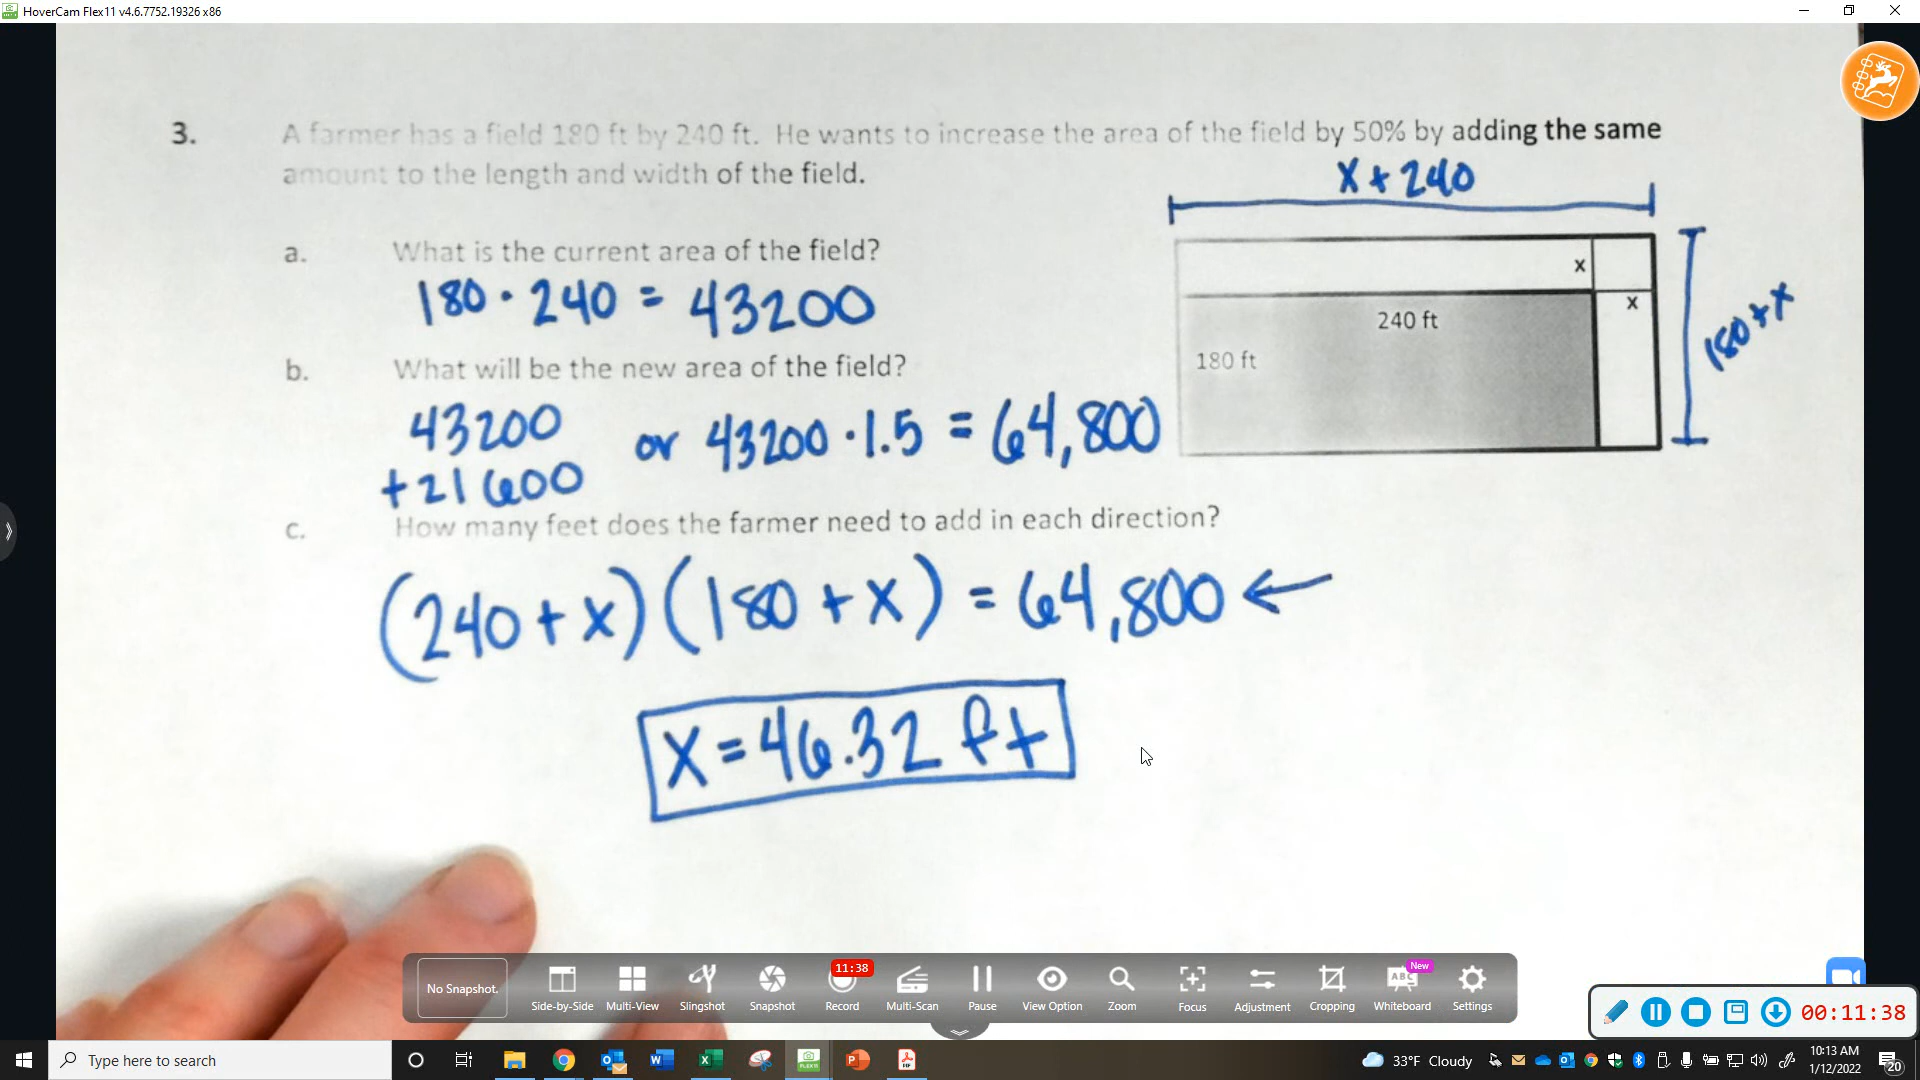 HoverCam Flex11 v4.6.7752.19326 x86
3. A farmer has a field 180 ft by 240 ft. He wants to increase the area of the field by 50% by adding the same
amount to the length and width of the field.
x + 240
a. What is the current area of the field?
180 · 240 = 43200
x
x
240 ft
180 ft
180 + x
b. What will be the new area of the field?
43200
+21600
or 43200 · 1.5 = 64,800
c. How many feet does the farmer need to add in each direction?
(240 + x)(180 + x) = 64,800 ←
x = 46.32 ft
No Snapshot.
Side-by-Side
Multi-View
Slingshot
Snapshot
11:38
Record
Multi-Scan
Pause
View Option
Zoom
Focus
Adjustment
Cropping
New
ABC
Whiteboard
Settings
00:11:38
Type here to search
FLEX11
33°F Cloudy
10:13 AM
1/12/2022
20